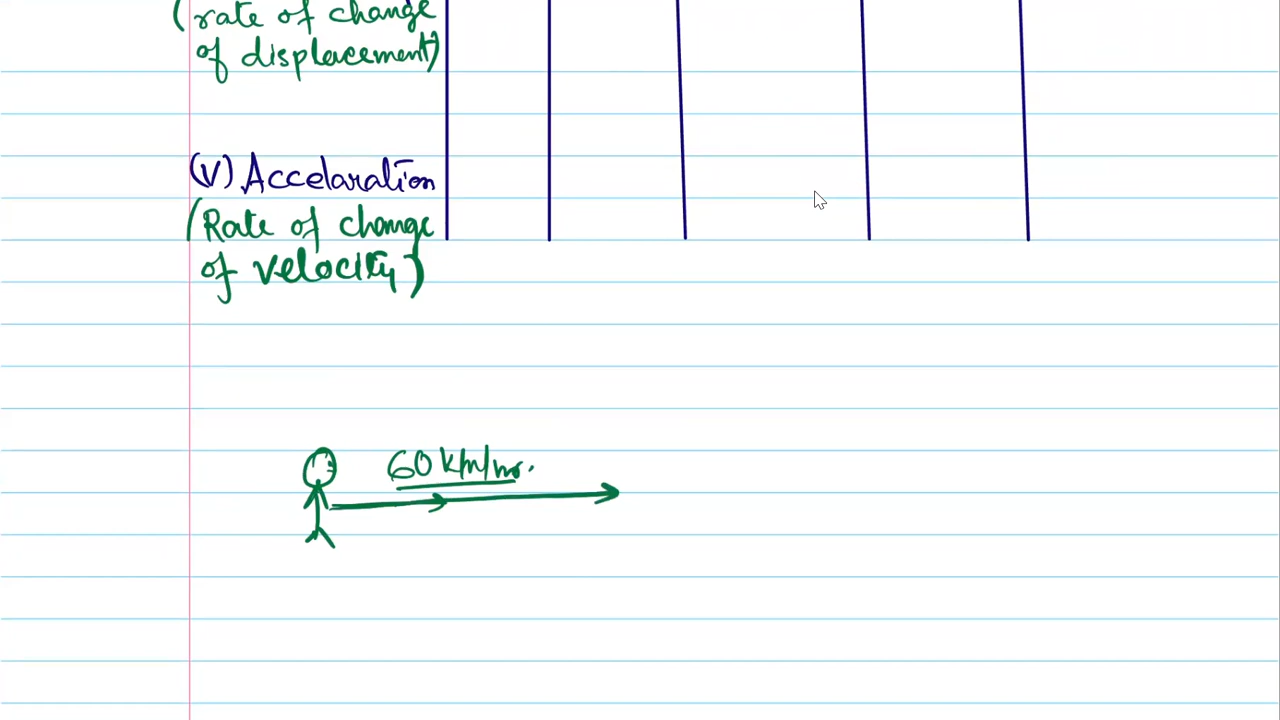 (rate of change
of displacement)
(V) Accelaration
(Rate of change
of velocity)
60 km/hr.